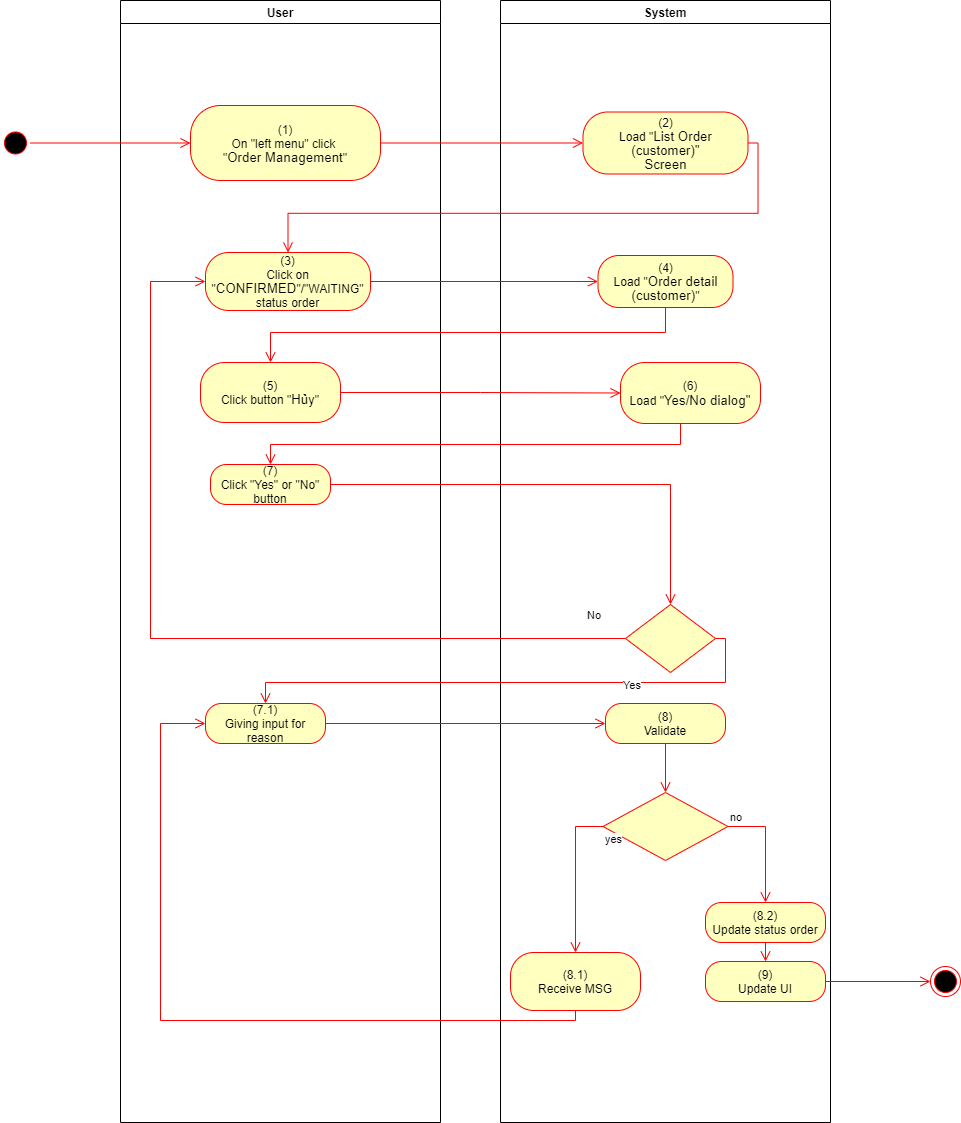 User
System
(1)
On "left menu" click
"Order Management"
(2)
Load "List Order
(customer)"
Screen
(3)
Click on
"CONFIRMED"/"WAITING"
status order
(4)
Load "Order detail
(customer)"
(5)
Click button "Hủy"
(6)
Load "Yes/No dialog"
(7)
Click "Yes" or "No"
button
No
Yes
(7.1)
Giving input for
reason
(8)
Validate
no
yes
(8.2)
Update status order
(8.1)
Receive MSG
(9)
Update UI